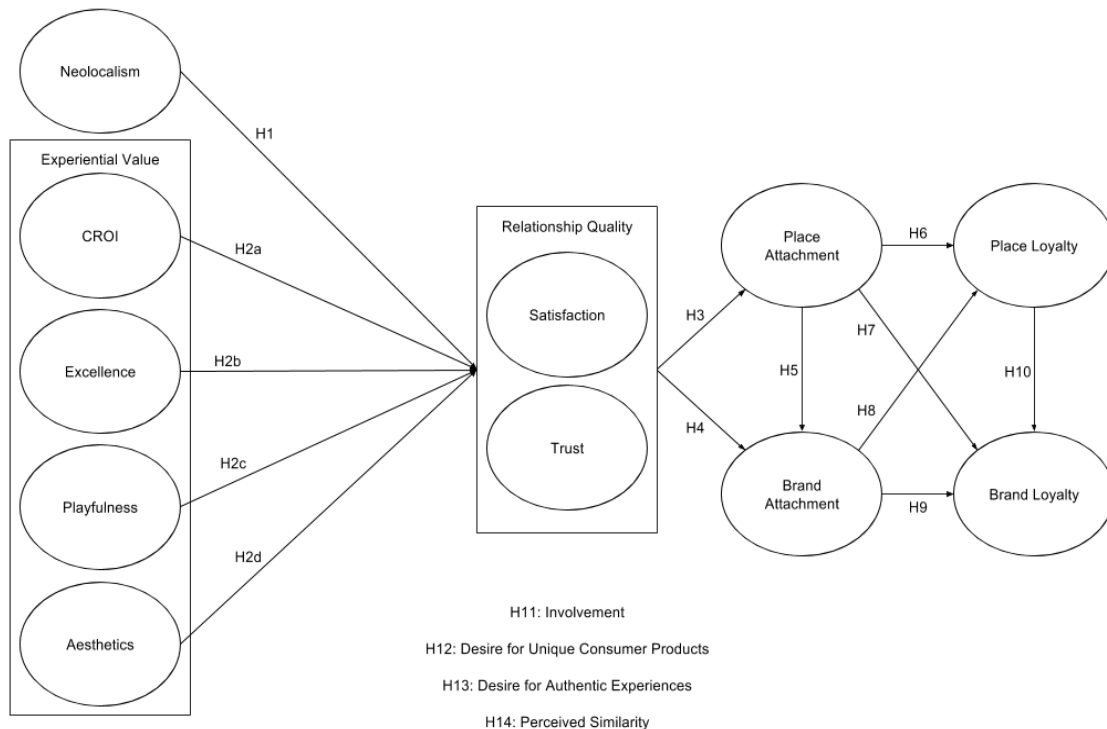 Neolocalism
H1
Experiential Value
CROI
H2a
Excellence
H2b
Playfulness
H2c
Aesthetics
H2d
Relationship Quality
Satisfaction
Trust
H3
H4
Place
Attachment
H5
Brand
Attachment
H6
H7
H8
H9
Place Loyalty
H10
Brand Loyalty
H11: Involvement
H12: Desire for Unique Consumer Products
H13: Desire for Authentic Experiences
H14: Perceived Similarity